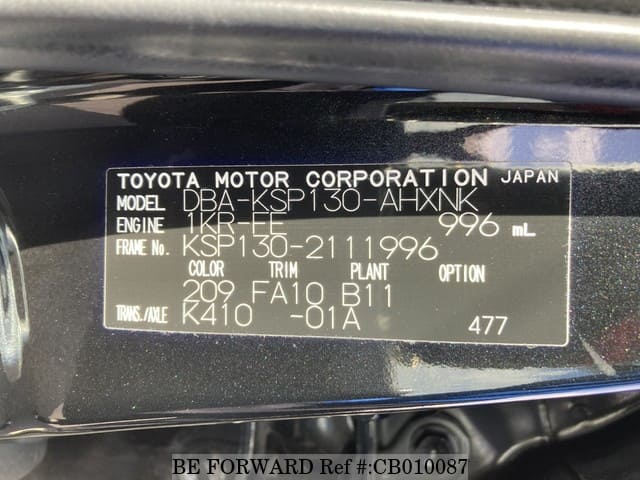 TOYOTA MOTOR CORPORATION JAPAN
MODEL DBA-KSP130-AHXNK
ENGINE 1KR-FE 996 mL
FRAME No. KSP130-2111996
COLOR TRIM PLANT OPTION
209 FA10 B11
TRANS./AXLE K410 -01A 477
BE FORWARD Ref #:CB010087